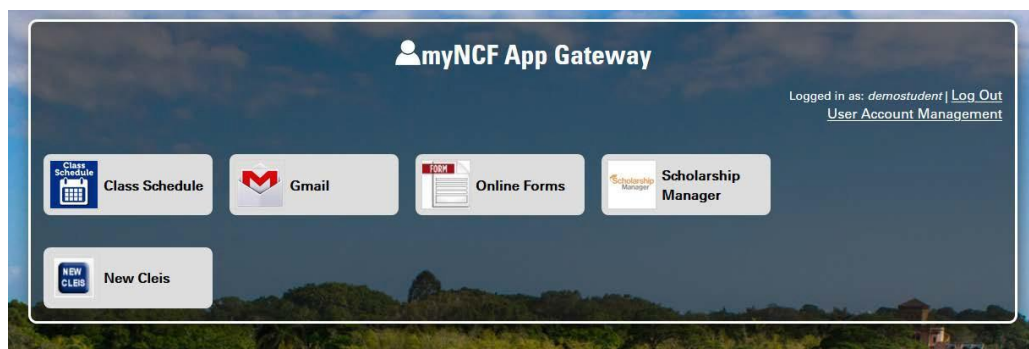 myNCF App Gateway
Logged in as: demostudent | Log Out
User Account Management
Class
Schedule
Class Schedule
Gmail
FORM
Online Forms
Scholarship
Manager
Scholarship
Manager
NEW
CLEIS
New Cleis